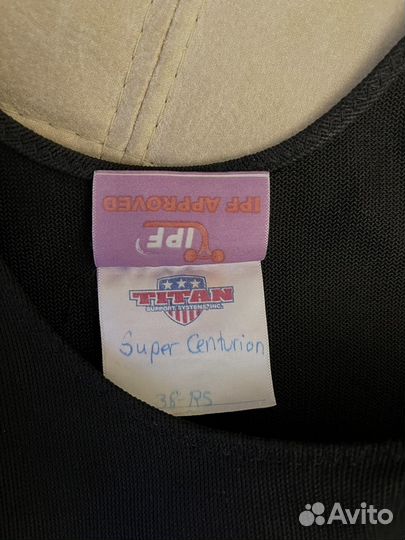 IPF APPROVED
IPF
TITAN
SUPPORT SYSTEMS, INC.
Super Centurion
38-RS
Avito